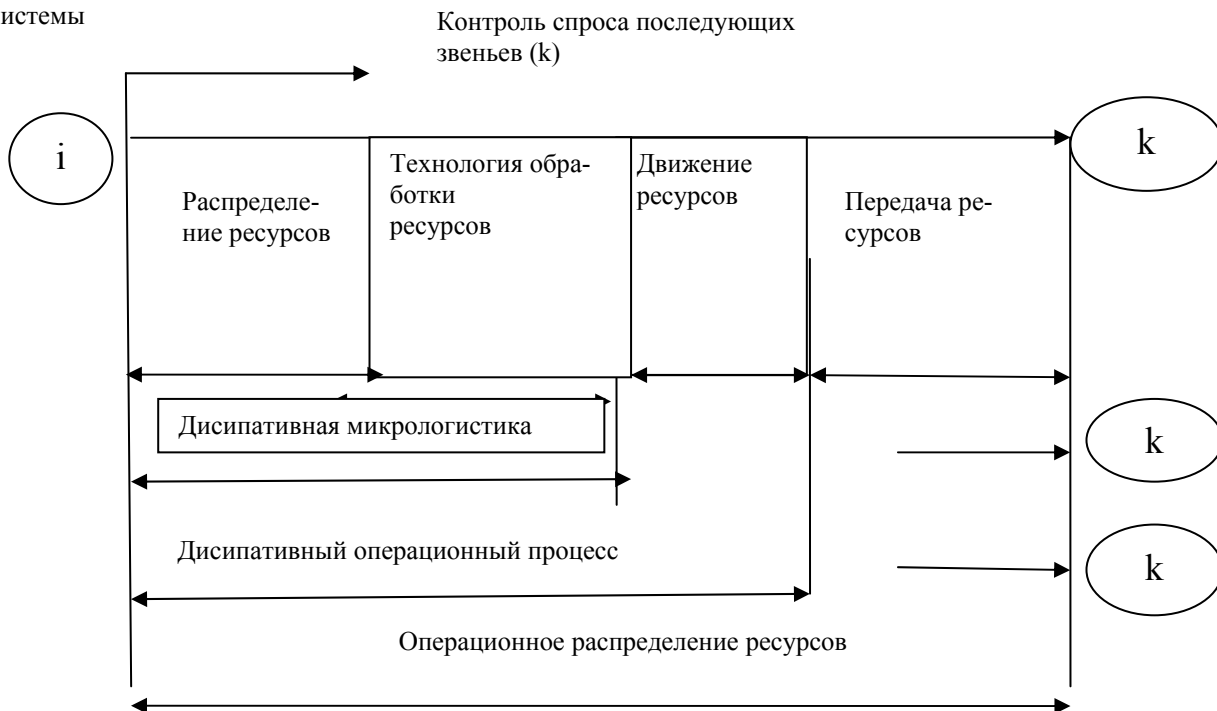 истемы
Контроль спроса последующих
звеньев (k)
i
k
Технология обра-
ботки
ресурсов
Движение
ресурсов
Распределе-
ние ресурсов
Передача ре-
сурсов
Дисипативная микрологистика
k
Дисипативный операционный процесс
k
Операционное распределение ресурсов